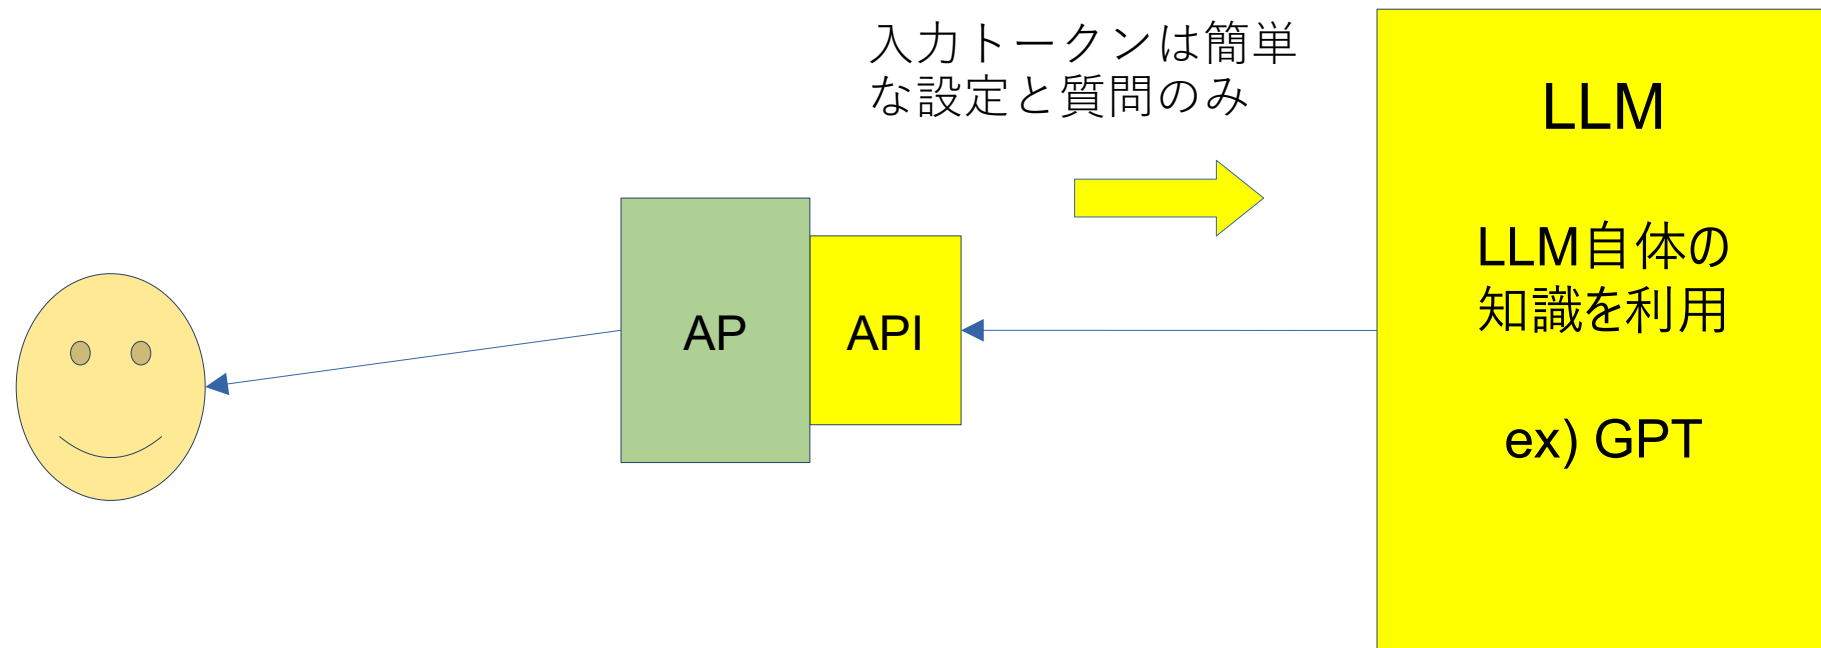 入力トークンは簡単
な設定と質問のみ
LLM
LLM自体の
知識を利用
ex) GPT
AP
API